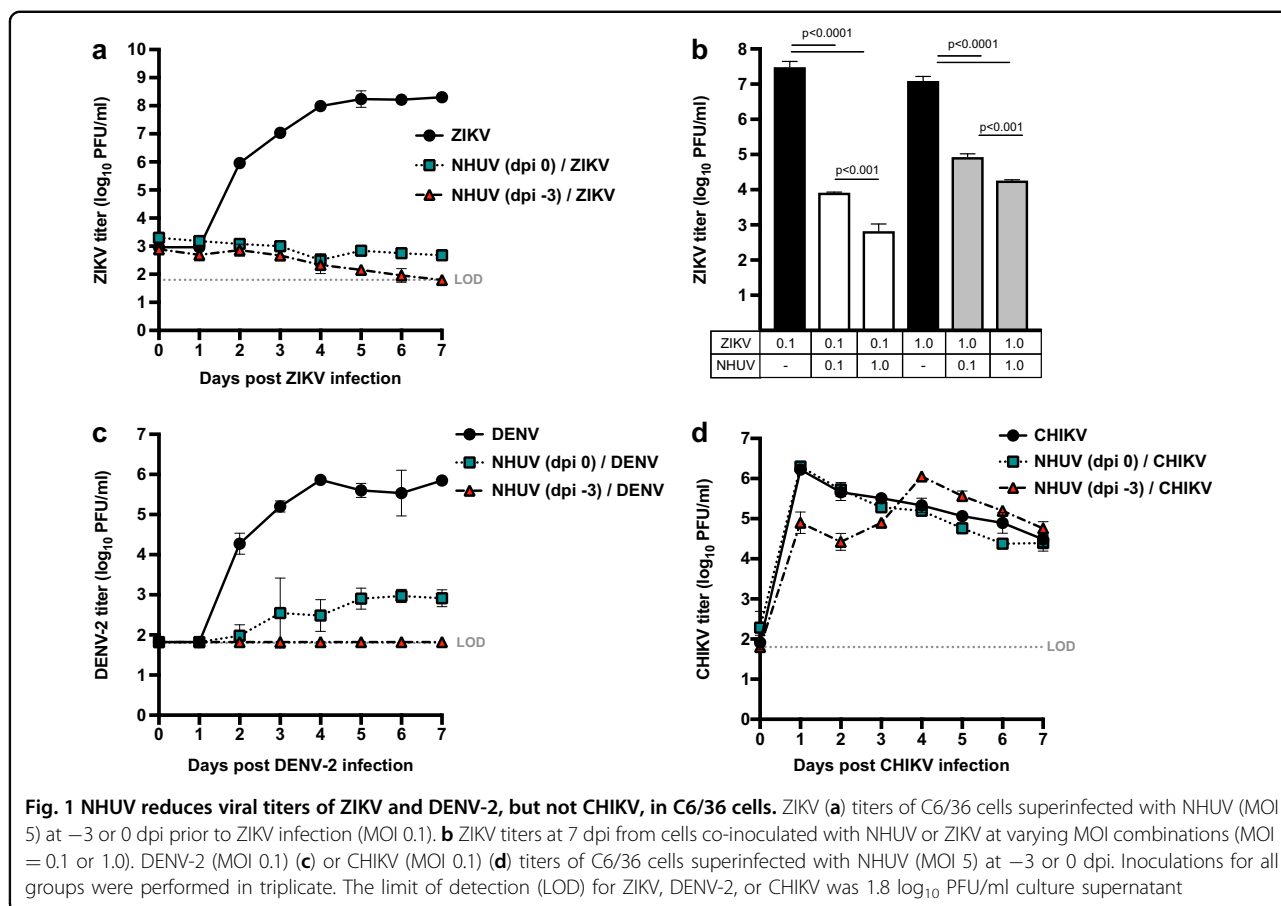 a
ZIKV titer (log10 PFU/ml)
10
9
8
7
6
5
4
3
2
1
0
0 1 2 3 4 5 6 7
Days post ZIKV infection
ZIKV
NHUV (dpi 0) / ZIKV
NHUV (dpi -3) / ZIKV
LOD
b
ZIKV titer (log10 PFU/ml)
8
7
6
5
4
3
2
1
p<0.0001
p<0.001
p<0.0001
p<0.001
ZIKV 0.1 0.1 0.1 1.0 1.0 1.0
NHUV - 0.1 1.0 - 0.1 1.0
c
DENV-2 titer (log10 PFU/ml)
7
6
5
4
3
2
1
0
0 1 2 3 4 5 6 7
Days post DENV-2 infection
DENV
NHUV (dpi 0) / DENV
NHUV (dpi -3) / DENV
LOD
d
CHIKV titer (log10 PFU/ml)
7
6
5
4
3
2
1
0
0 1 2 3 4 5 6 7
Days post CHIKV infection
CHIKV
NHUV (dpi 0) / CHIKV
NHUV (dpi -3) / CHIKV
LOD
Fig. 1 NHUV reduces viral titers of ZIKV and DENV-2, but not CHIKV, in C6/36 cells. ZIKV (a) titers of C6/36 cells superinfected with NHUV (MOI
5) at −3 or 0 dpi prior to ZIKV infection (MOI 0.1). b ZIKV titers at 7 dpi from cells co-inoculated with NHUV or ZIKV at varying MOI combinations (MOI
= 0.1 or 1.0). DENV-2 (MOI 0.1) (c) or CHIKV (MOI 0.1) (d) titers of C6/36 cells superinfected with NHUV (MOI 5) at −3 or 0 dpi. Inoculations for all
groups were performed in triplicate. The limit of detection (LOD) for ZIKV, DENV-2, or CHIKV was 1.8 log10 PFU/ml culture supernatant